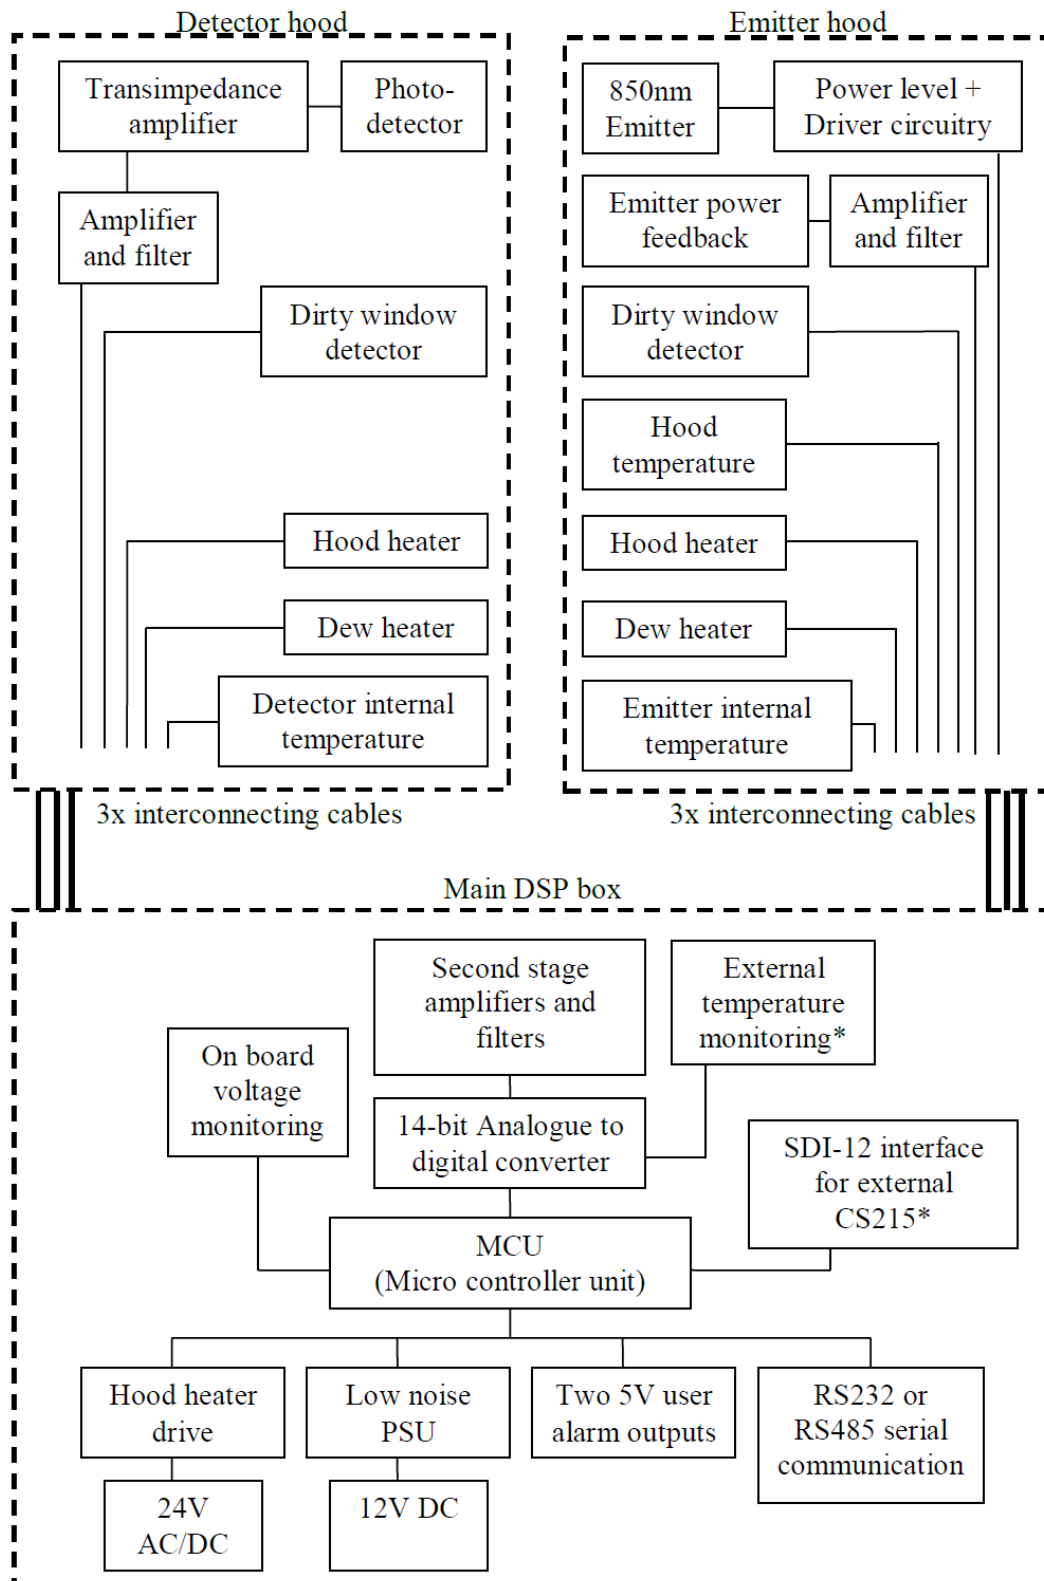 Detector hood
Transimpedance
amplifier
Photo-
detector
Amplifier
and filter
Dirty window
detector
Hood heater
Dew heater
Detector internal
temperature
3x interconnecting cables
Emitter hood
850nm
Emitter
Power level +
Driver circuitry
Emitter power
feedback
Amplifier
and filter
Dirty window
detector
Hood
temperature
Hood heater
Dew heater
Emitter internal
temperature
3x interconnecting cables
Main DSP box
Second stage
amplifiers and
filters
External
temperature
monitoring*
On board
voltage
monitoring
14-bit Analogue to
digital converter
SDI-12 interface
for external
CS215*
MCU
(Micro controller unit)
Hood heater
drive
Low noise
PSU
Two 5V user
alarm outputs
RS232 or
RS485 serial
communication
24V
AC/DC
12V DC